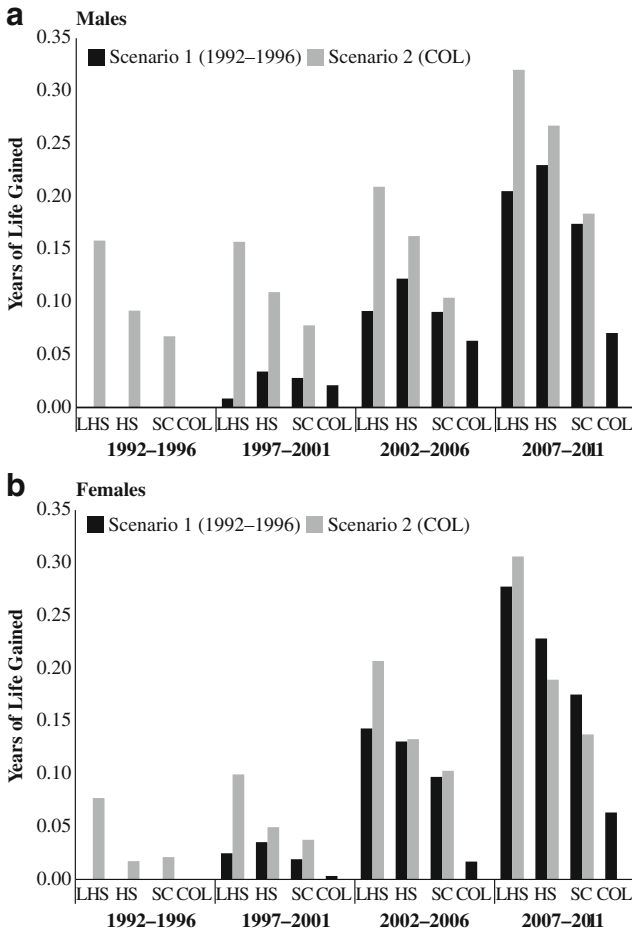 a Males
0.35
Scenario 1 (1992–1996) Scenario 2 (COL)
0.30
0.25
0.20
0.15
0.10
0.05
0.00
Years of Life Gained
LHS HS SC COL LHS HS SC COL LHS HS SC COL LHS HS SC COL
1992–1996 1997–2001 2002–2006 2007–2011
b Females
0.35
Scenario 1 (1992–1996) Scenario 2 (COL)
0.30
0.25
0.20
0.15
0.10
0.05
0.00
Years of Life Gained
LHS HS SC COL LHS HS SC COL LHS HS SC COL LHS HS SC COL
1992–1996 1997–2001 2002–2006 2007–2011